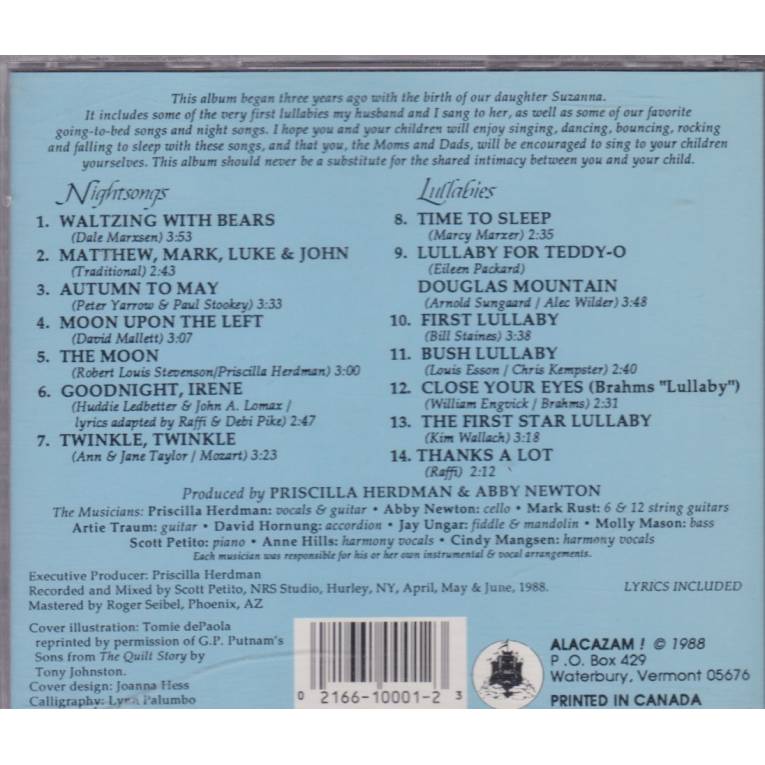 This album began three years ago with the birth of our daughter Suzanna.
It includes some of the very first lullabies my husband and I sang to her, as well as some of our favorite
going-to-bed songs and night songs. I hope you and your children will enjoy singing, dancing, bouncing, rocking
and falling to sleep with these songs, and that you, the Moms and Dads, will be encouraged to sing to your children
yourselves. This album should never be a substitute for the shared intimacy between you and your child.
Nightsongs
1. WALTZING WITH BEARS
(Dale Marxsen) 3:53
2. MATTHEW, MARK, LUKE & JOHN
(Traditional) 2:43
3. AUTUMN TO MAY
(Peter Yarrow & Paul Stookey) 3:33
4. MOON UPON THE LEFT
(David Mallett) 3:07
5. THE MOON
(Robert Louis Stevenson/Priscilla Herdman) 3:00
6. GOODNIGHT, IRENE
(Huddie Ledbetter & John A. Lomax /
lyrics adapted by Raffi & Debi Pike) 2:47
7. TWINKLE, TWINKLE
(Ann & Jane Taylor / Mozart) 3:23
Lullabies
8. TIME TO SLEEP
(Marcy Marxer) 2:35
9. LULLABY FOR TEDDY-O
(Eileen Packard)
DOUGLAS MOUNTAIN
(Arnold Sungaard / Alec Wilder) 3:48
10. FIRST LULLABY
(Bill Staines) 3:38
11. BUSH LULLABY
(Louis Esson / Chris Kempster) 2:40
12. CLOSE YOUR EYES (Brahms "Lullaby")
(William Engvick / Brahms) 2:31
13. THE FIRST STAR LULLABY
(Kim Wallach) 3:18
14. THANKS A LOT
(Raffi) 2:12
Produced by PRISCILLA HERDMAN & ABBY NEWTON
The Musicians: Priscilla Herdman: vocals & guitar • Abby Newton: cello • Mark Rust: 6 & 12 string guitars
Artie Traum: guitar • David Hornung: accordion • Jay Ungar: fiddle & mandolin • Molly Mason: bass
Scott Petito: piano • Anne Hills: harmony vocals • Cindy Mangsen: harmony vocals
Each musician was responsible for his or her own instrumental & vocal arrangements.
Executive Producer: Priscilla Herdman
Recorded and Mixed by Scott Petito, NRS Studio, Hurley, NY, April, May & June, 1988.
Mastered by Roger Seibel, Phoenix, AZ
LYRICS INCLUDED
Cover illustration: Tomie dePaola
reprinted by permission of G.P. Putnam's
Sons from The Quilt Story by
Tony Johnston.
Cover design: Joanna Hess
Calligraphy: Lynn Palumbo
0 2166-10001-2 3
ALACAZAM ! © 1988
P.O. Box 429
Waterbury, Vermont 05676
PRINTED IN CANADA